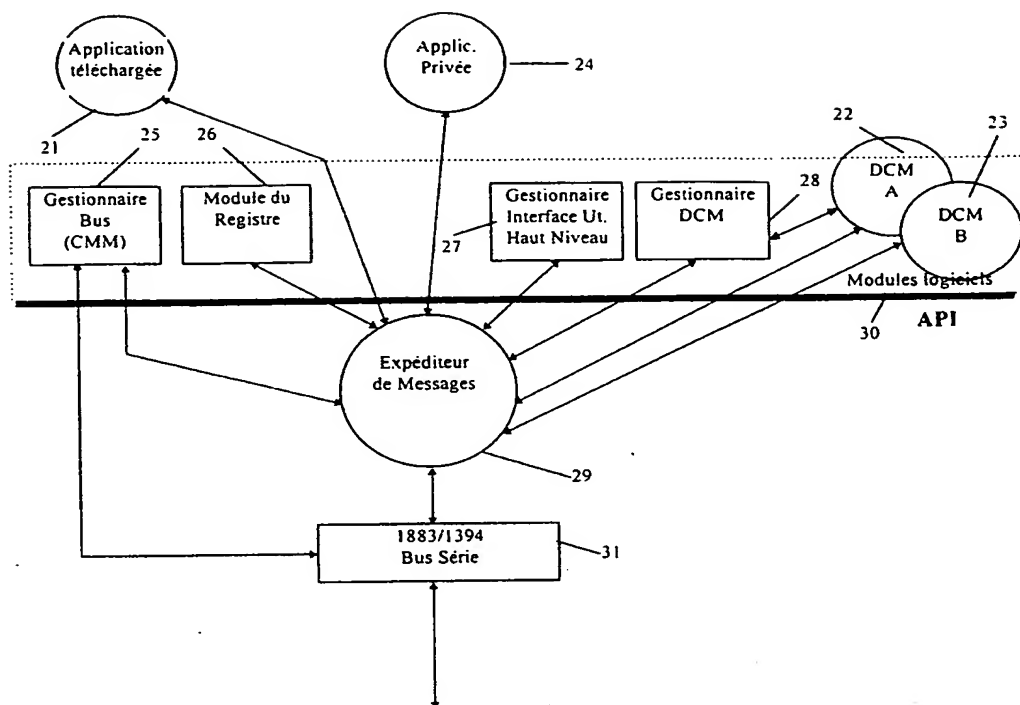 Application
téléchargée
Applic.
Privée
24
21
25
26
22
23
Gestionnaire
Bus
(CMM)
Module du
Registre
27
Gestionnaire
Interface Ut.
Haut Niveau
Gestionnaire
DCM
28
DCM
A
DCM
B
Modules logiciels
30
API
Expéditeur
de Messages
29
1883/1394
Bus Série
31